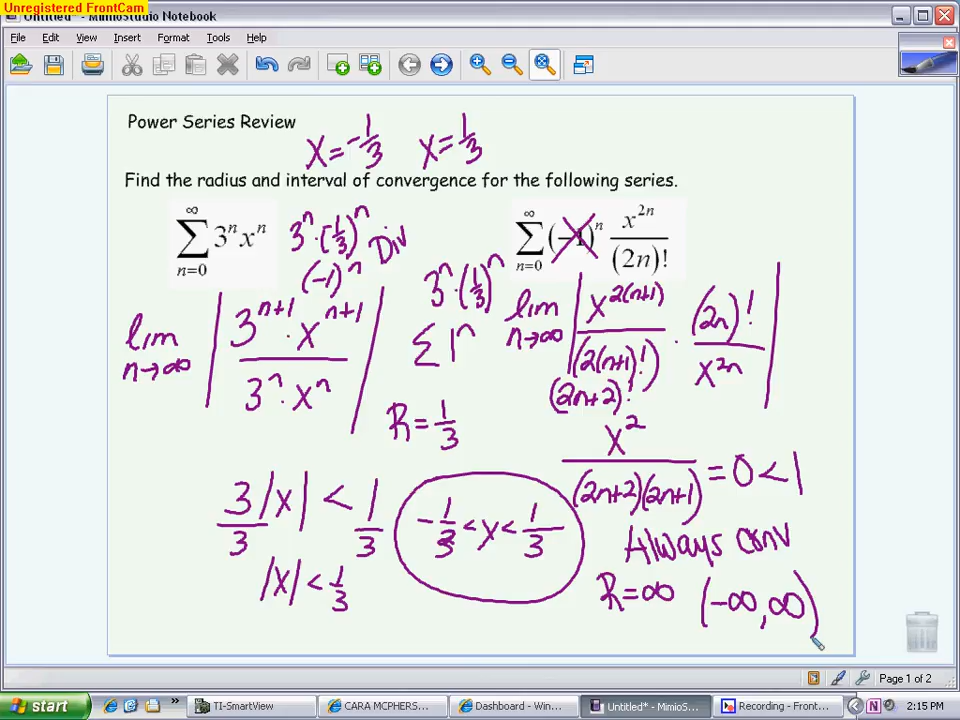 Unregistered FrontCam
Untitled* - MimioStudio Notebook
File Edit View Insert Format Tools Help
Power Series Review
x = -1/3 x = 1/3
Find the radius and interval of convergence for the following series.
∞ ∑ n=0 3ⁿxⁿ
3ⁿ·(-1/3)ⁿ Div
(-1)ⁿ
∞ ∑ n=0 (-1)ⁿ x²ⁿ/(2n)!
3ⁿ·(1/3)ⁿ
∑ 1ⁿ
lim n→∞ | 3ⁿ⁺¹·xⁿ⁺¹ / 3ⁿ·xⁿ |
R = 1/3
lim n→∞ | x²⁽ⁿ⁺¹⁾ / (2(n+1)!) · (2n)! / x²ⁿ |
(2n+2)!
x² / (2n+2)(2n+1) = 0 < 1
3|x|/3 < 1/3
|x| < 1/3
-1/3 < x < 1/3
Always conv
R = ∞ (-∞, ∞)
Page 1 of 2
start
TI-SmartView
CARA MCPHERS...
Dashboard - Win...
Untitled* - MimioS...
Recording - Front...
2:15 PM